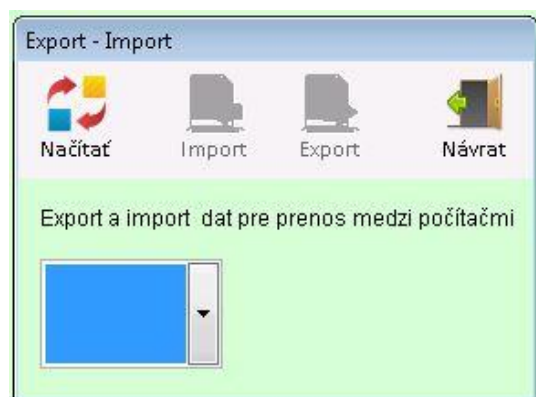 Export - Import
Načítať Import Export Návrat
Export a import dat pre prenos medzi počítačmi